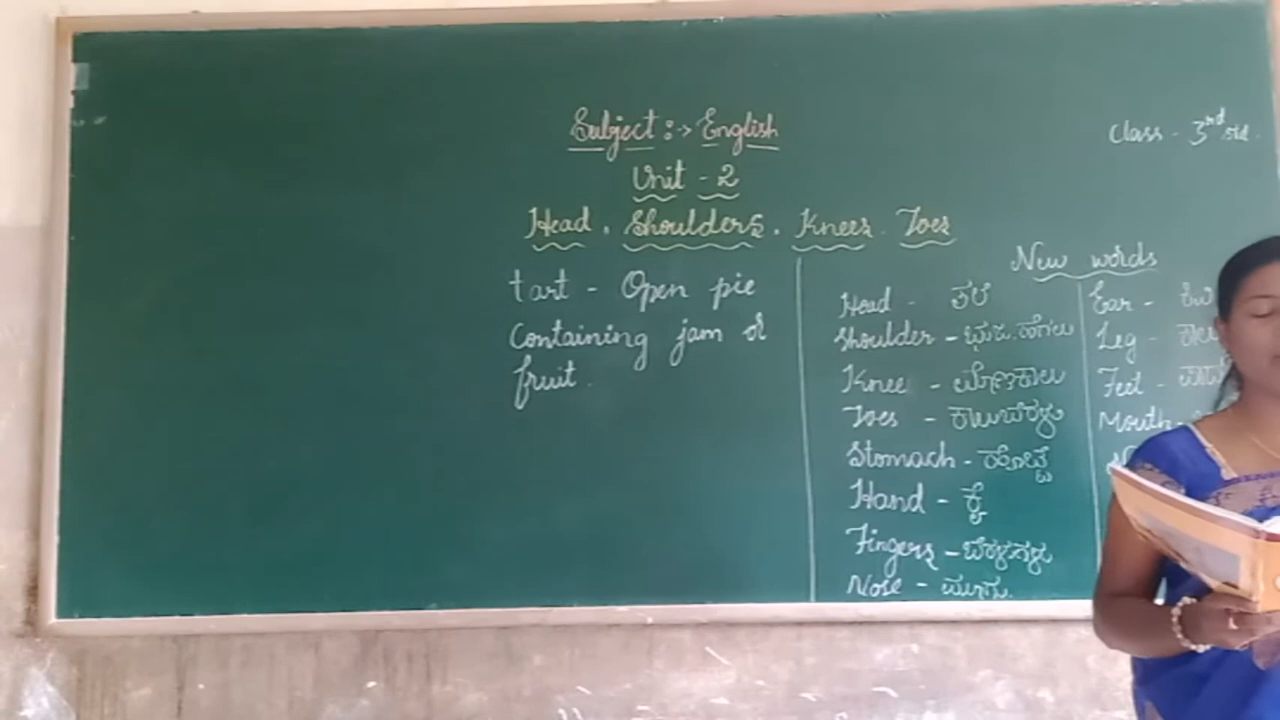 Subject :-> English
Class - 3rd std.
Unit - 2
Head, Shoulders, Knees Toes
tart - Open pie
Containing jam or
fruit.
New words
Head - ತಲೆ
Shoulder - ಭುಜ, ಹೆಗಲು
Knee - ಮೊಣಕಾಲು
Toes - ಕಾಲುಬೆರಳು
Stomach - ಹೊಟ್ಟೆ
Hand - ಕೈ
Fingers - ಬೆರಳುಗಳು
Nose - ಮೂಗು.
Ear - ಕಿವಿ
Leg - ಕಾಲು
Feet -
Mouth -